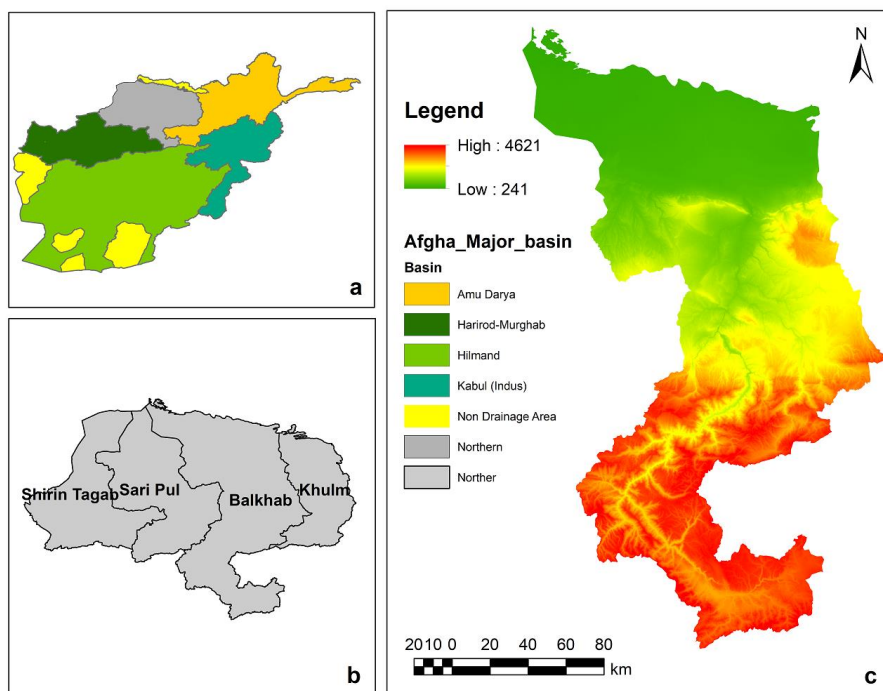 a
Shirin Tagab
Sari Pul
Balkhab
Khulm
b
N
Legend
High : 4621
Low : 241
Afgha_Major_basin
Basin
Amu Darya
Harirod-Murghab
Hilmand
Kabul (Indus)
Non Drainage Area
Northern
Norther
2010 0 20 40 60 80
km
c